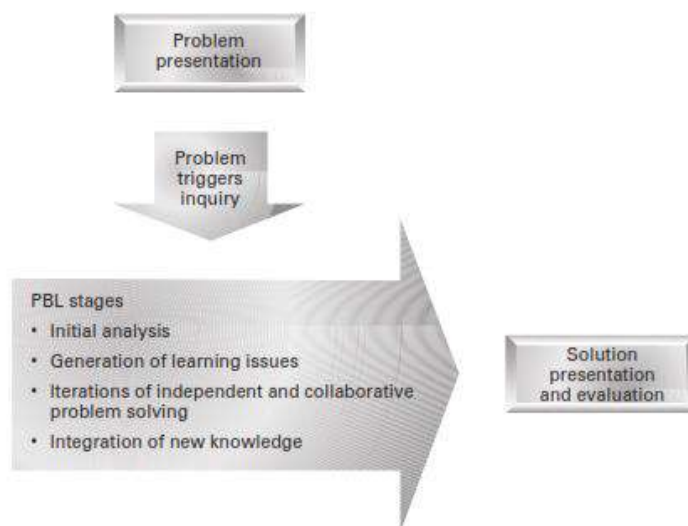 Problem
presentation
Problem
triggers
inquiry
PBL stages
• Initial analysis
• Generation of learning issues
• Iterations of independent and collaborative
problem solving
• Integration of new knowledge
Solution
presentation
and evaluation